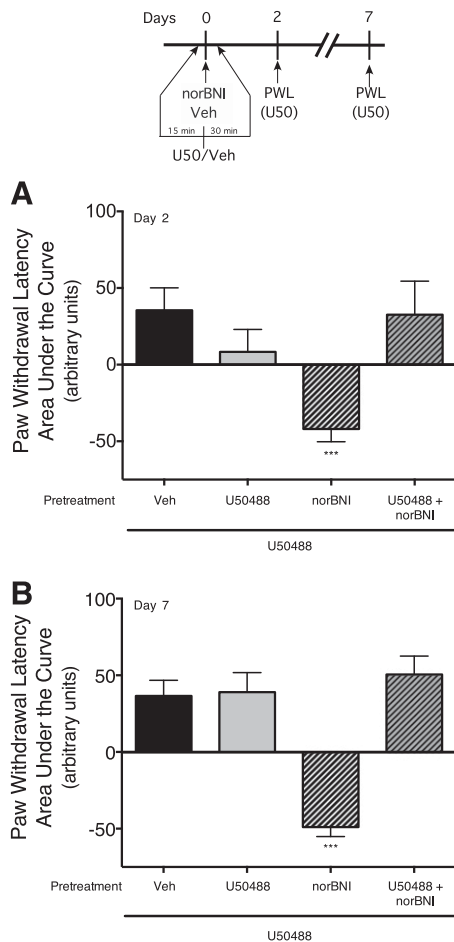 Days 0 2 7
norBNI
Veh
PWL
(U50)
PWL
(U50)
15 min 30 min
U50/Veh
A
Day 2
Paw Withdrawal Latency
Area Under the Curve
(arbitrary units)
100
50
0
-50
***
Pretreatment Veh U50488 norBNI U50488 +
norBNI
U50488
B
Day 7
Paw Withdrawal Latency
Area Under the Curve
(arbitrary units)
100
50
0
-50
***
Pretreatment Veh U50488 norBNI U50488 +
norBNI
U50488